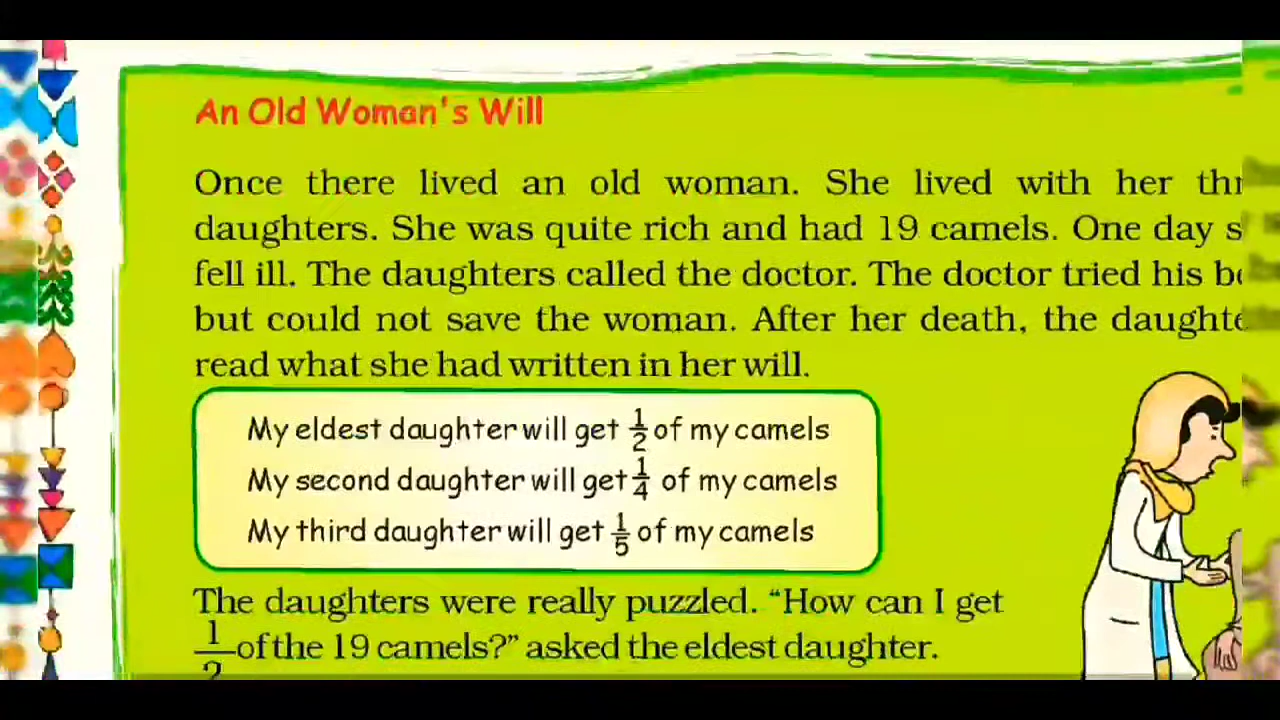 An Old Woman's Will
Once there lived an old woman. She lived with her
daughters. She was quite rich and had 19 camels. One day
fell ill. The daughters called the doctor. The doctor tried his
but could not save the woman. After her death, the
read what she had written in her will.
My eldest daughter will get 1/2 of my camels
My second daughter will get 1/4 of my camels
My third daughter will get 1/5 of my camels
The daughters were really puzzled. “How can I get
1/2 of the 19 camels?” asked the eldest daughter.